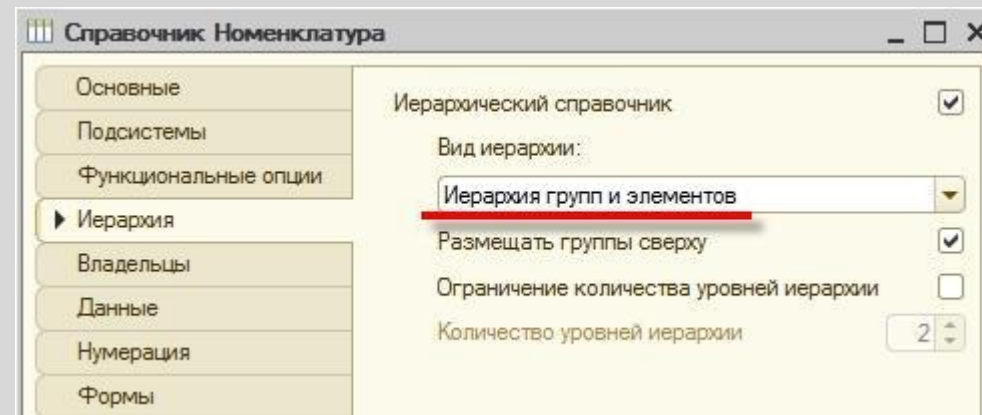 Справочник Номенклатура
Основные
Подсистемы
Функциональные опции
Иерархия
Владельцы
Данные
Нумерация
Формы
Иерархический справочник
Вид иерархии:
Иерархия групп и элементов
Размещать группы сверху
Ограничение количества уровней иерархии
Количество уровней иерархии 2